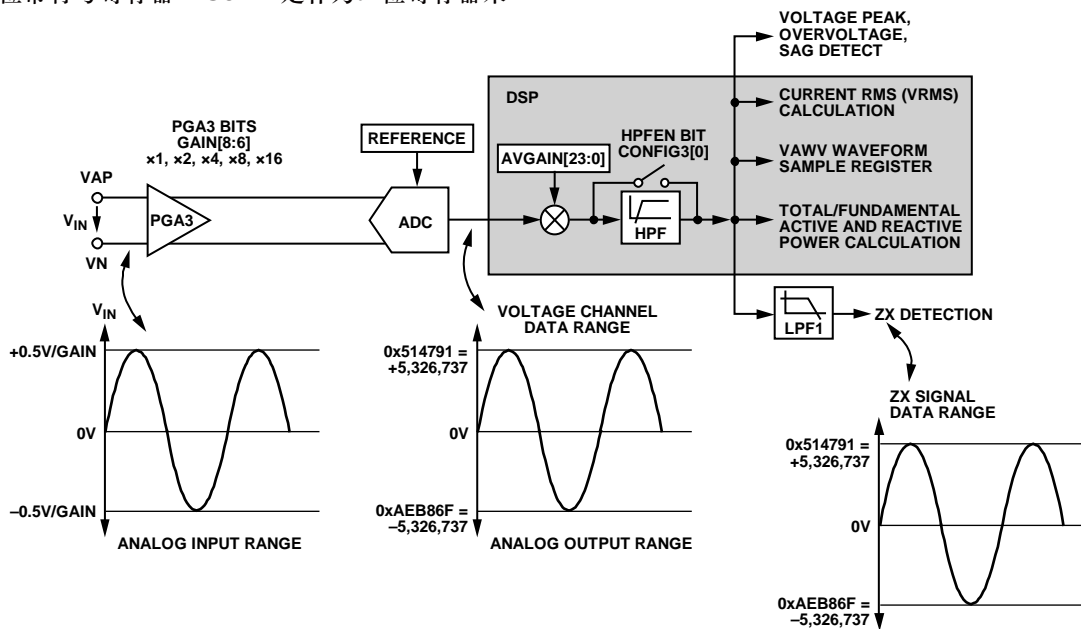 VOLTAGE PEAK,
OVERVOLTAGE,
SAG DETECT
DSP
CURRENT RMS (VRMS)
CALCULATION
PGA3 BITS
GAIN[8:6]
×1, ×2, ×4, ×8, ×16
REFERENCE
HPFEN BIT
CONFIG3[0]
AVGAIN[23:0]
VAWV WAVEFORM
SAMPLE REGISTER
VAP
VIN
PGA3
ADC
HPF
TOTAL/FUNDAMENTAL
ACTIVE AND REACTIVE
POWER CALCULATION
VN
VIN
VOLTAGE CHANNEL
DATA RANGE
LPF1
ZX DETECTION
+0.5V/GAIN
0V
–0.5V/GAIN
ANALOG INPUT RANGE
0x514791 =
+5,326,737
0V
0xAEB86F =
–5,326,737
ANALOG OUTPUT RANGE
ZX SIGNAL
DATA RANGE
0x514791 =
+5,326,737
0V
0xAEB86F =
–5,326,737